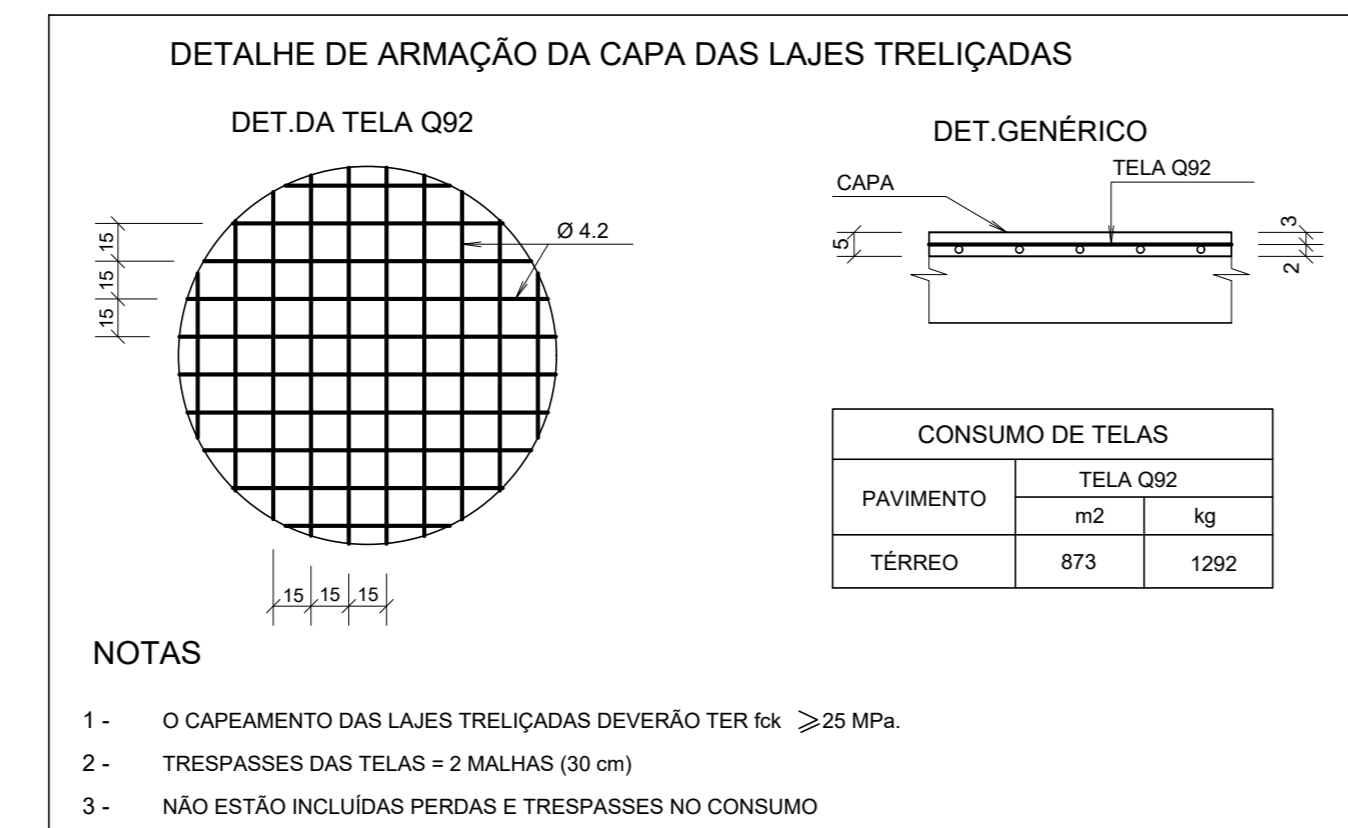 DETALHE DE ARMAÇÃO DA CAPA DAS LAJES TRELIÇADAS
DET.DA TELA Q92
15
15
15
Ø 4.2
15 15 15
DET.GENÉRICO
CAPA
TELA Q92
5
3
2
CONSUMO DE TELAS
PAVIMENTO
TELA Q92
m2 kg
TÉRREO 873 1292
NOTAS
1 - O CAPEAMENTO DAS LAJES TRELIÇADAS DEVERÃO TER fck ⩾25 MPa.
2 - TRESPASSES DAS TELAS = 2 MALHAS (30 cm)
3 - NÃO ESTÃO INCLUÍDAS PERDAS E TRESPASSES NO CONSUMO